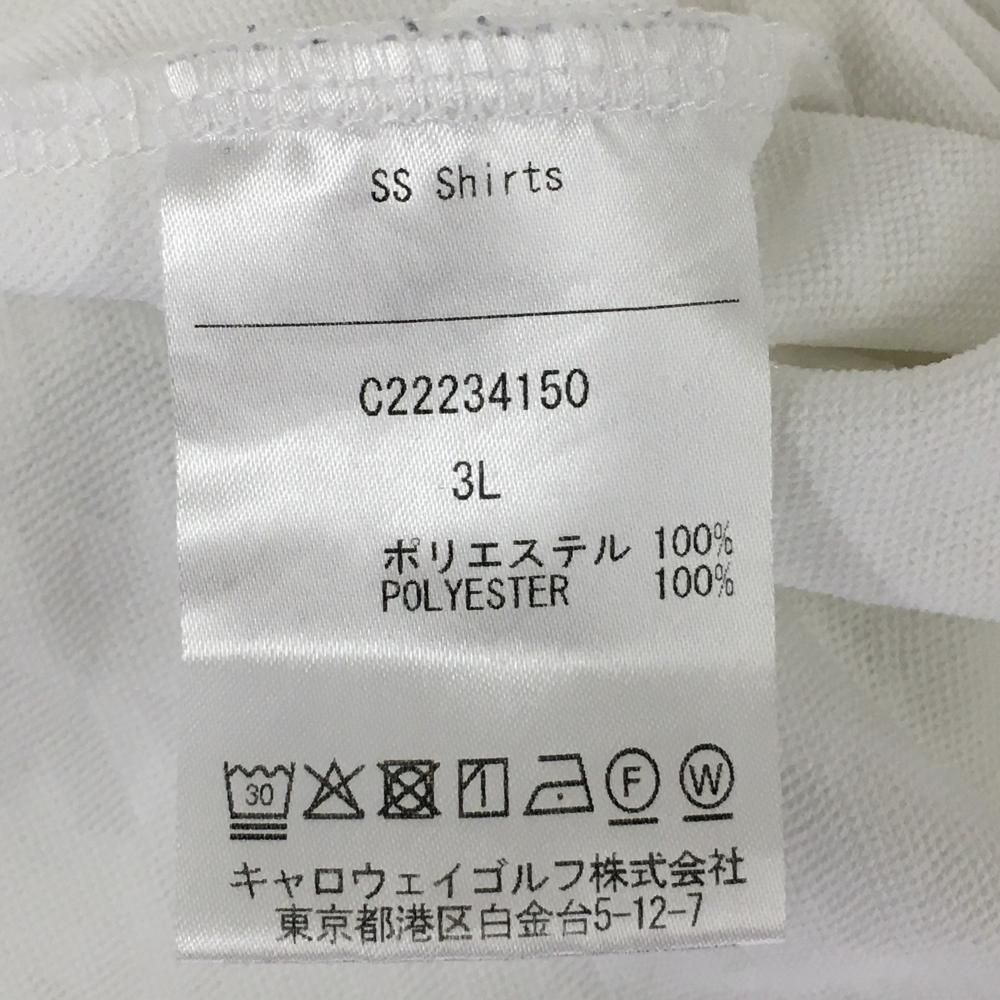 SS Shirts
C22234150
3L
ポリエステル 100%
POLYESTER 100%
30 F W
キャロウェイゴルフ株式会社
東京都港区白金台5-12-7